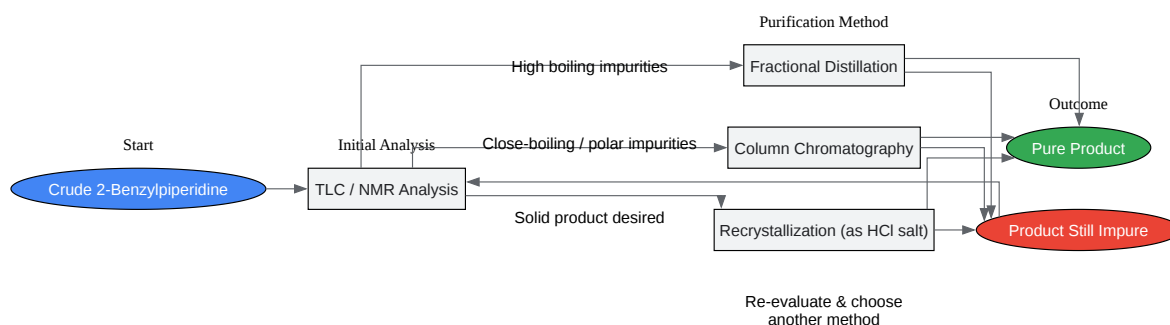 Purification Method
High boiling impurities
Fractional Distillation
Outcome
Start
Initial Analysis
Close-boiling / polar impurities
Column Chromatography
Pure Product
Crude 2-Benzylpiperidine
TLC / NMR Analysis
Solid product desired
Recrystallization (as HCl salt)
Product Still Impure
Re-evaluate & choose
another method